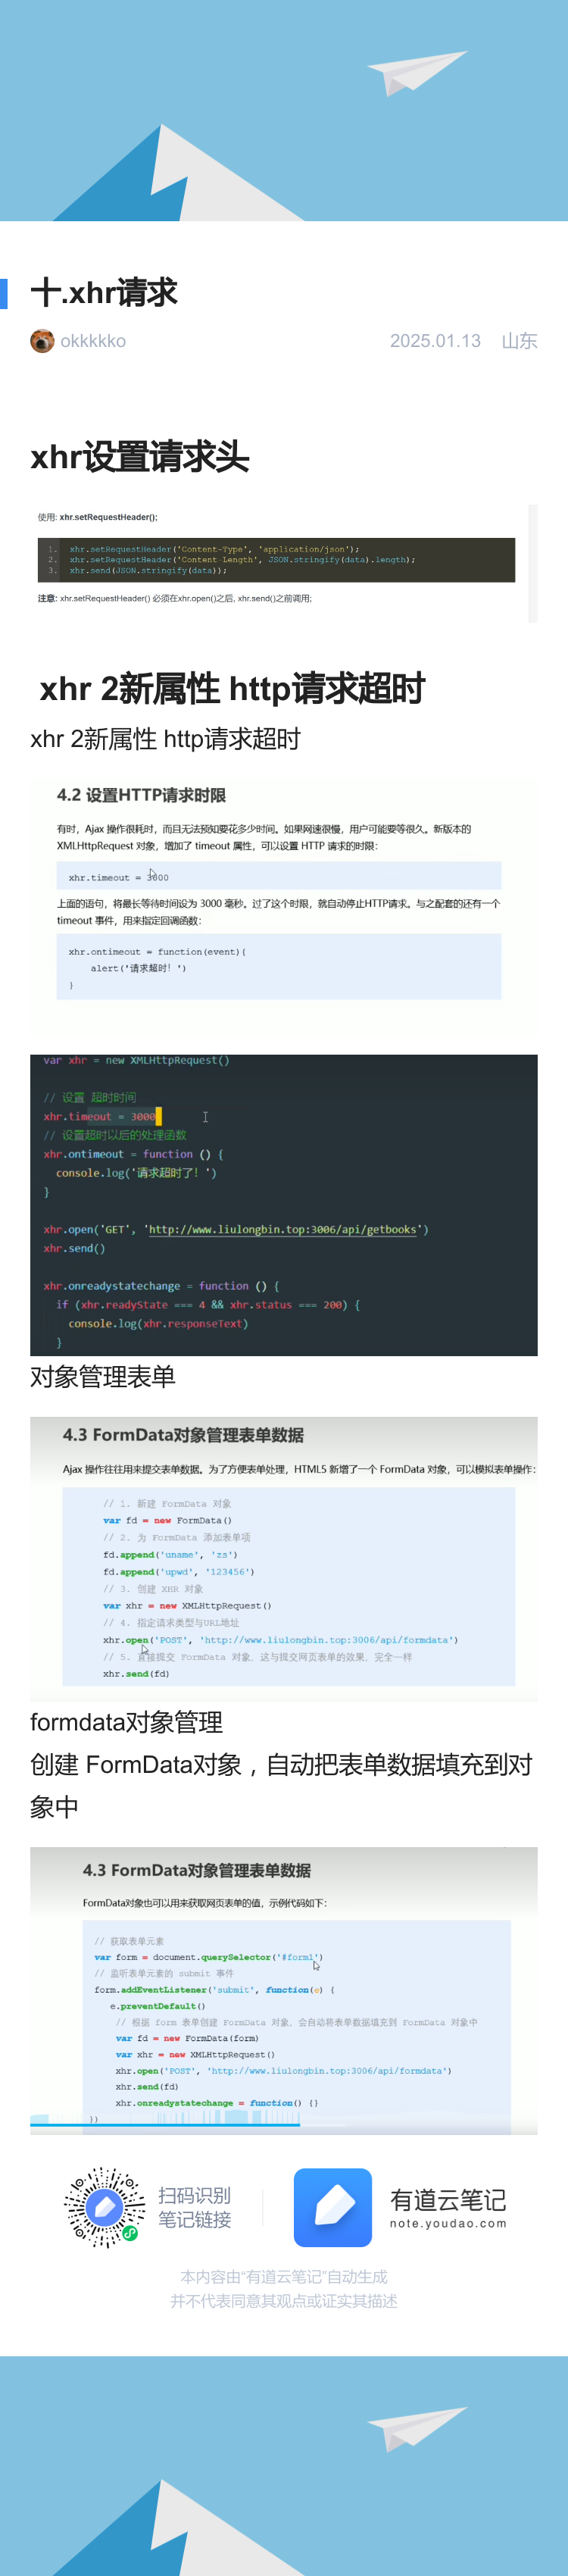 十.xhr请求
okkkkko
2025.01.13 山东
xhr设置请求头
使用: xhr.setRequestHeader();
1. xhr.setRequestHeader('Content-Type', 'application/json');
2. xhr.setRequestHeader('Content-Length', JSON.stringify(data).length);
3. xhr.send(JSON.stringify(data));
注意: xhr.setRequestHeader() 必须在xhr.open()之后, xhr.send()之前调用;
xhr 2新属性 http请求超时
xhr 2新属性 http请求超时
4.2 设置HTTP请求时限
有时，Ajax 操作很耗时，而且无法预知要花多少时间。如果网速很慢，用户可能要等很久。新版本的
XMLHttpRequest 对象，增加了 timeout 属性，可以设置 HTTP 请求的时限：
xhr.timeout = 3000
上面的语句，将最长等待时间设为 3000 毫秒。过了这个时限，就自动停止HTTP请求。与之配套的还有一个
timeout 事件，用来指定回调函数：
xhr.ontimeout = function(event){
alert('请求超时！')
}
var xhr = new XMLHttpRequest()
// 设置 超时时间
xhr.timeout = 3000
// 设置超时以后的处理函数
xhr.ontimeout = function () {
console.log('请求超时了！')
}
xhr.open('GET', 'http://www.liulongbin.top:3006/api/getbooks')
xhr.send()
xhr.onreadystatechange = function () {
if (xhr.readyState === 4 && xhr.status === 200) {
console.log(xhr.responseText)
}
对象管理表单
4.3 FormData对象管理表单数据
Ajax 操作往往用来提交表单数据。为了方便表单处理，HTML5 新增了一个 FormData 对象，可以模拟表单操作：
// 1. 新建 FormData 对象
var fd = new FormData()
// 2. 为 FormData 添加表单项
fd.append('uname', 'zs')
fd.append('upwd', '123456')
// 3. 创建 XHR 对象
var xhr = new XMLHttpRequest()
// 4. 指定请求类型与URL地址
xhr.open('POST', 'http://www.liulongbin.top:3006/api/formdata')
// 5. 直接提交 FormData 对象，这与提交网页表单的效果，完全一样
xhr.send(fd)
formdata对象管理
创建 FormData对象，自动把表单数据填充到对
象中
4.3 FormData对象管理表单数据
FormData对象也可以用来获取网页表单的值，示例代码如下：
// 获取表单元素
var form = document.querySelector('#form1')
// 监听表单元素的 submit 事件
form.addEventListener('submit', function(e) {
e.preventDefault()
// 根据 form 表单创建 FormData 对象，会自动将表单数据填充到 FormData 对象中
var fd = new FormData(form)
var xhr = new XMLHttpRequest()
xhr.open('POST', 'http://www.liulongbin.top:3006/api/formdata')
xhr.send(fd)
xhr.onreadystatechange = function() {}
})
扫码识别
笔记链接
有道云笔记
note.youdao.com
本内容由“有道云笔记”自动生成
并不代表同意其观点或证实其描述